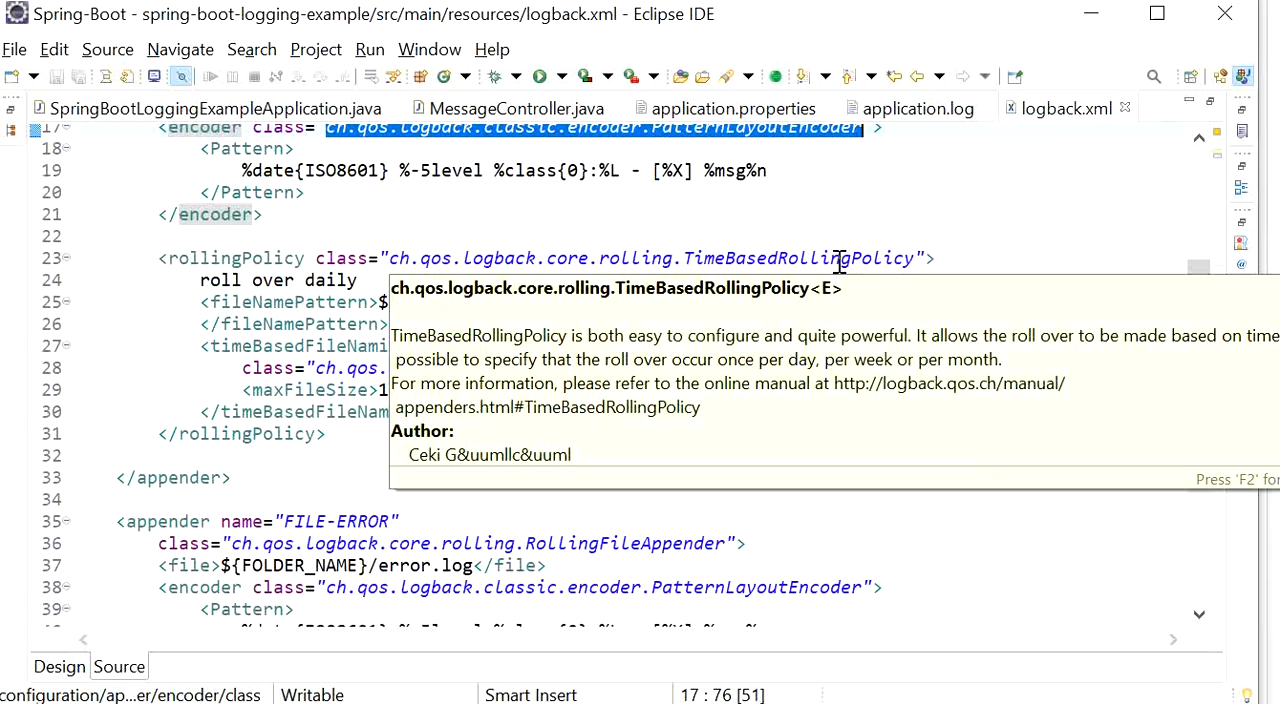 Spring-Boot - spring-boot-logging-example/src/main/resources/logback.xml - Eclipse IDE
File Edit Source Navigate Search Project Run Window Help
SpringBootLoggingExampleApplication.java MessageController.java application.properties application.log logback.xml
17 <encoder class="ch.qos.logback.classic.encoder.PatternLayoutEncoder">
18 <Pattern>
19 %date{ISO8601} %-5level %class{0}:%L - [%X] %msg%n
20 </Pattern>
21 </encoder>
22
23 <rollingPolicy class="ch.qos.logback.core.rolling.TimeBasedRollingPolicy">
24 roll over daily
25 <fileNamePattern>$
26 </fileNamePattern>
27 <timeBasedFileNami
28 class="ch.qos.
29 <maxFileSize>1
30 </timeBasedFileNam
31 </rollingPolicy>
32
33 </appender>
34
35 <appender name="FILE-ERROR"
36 class="ch.qos.logback.core.rolling.RollingFileAppender">
37 <file>${FOLDER_NAME}/error.log</file>
38 <encoder class="ch.qos.logback.classic.encoder.PatternLayoutEncoder">
39 <Pattern>
ch.qos.logback.core.rolling.TimeBasedRollingPolicy<E>
TimeBasedRollingPolicy is both easy to configure and quite powerful. It allows the roll over to be made based on time
possible to specify that the roll over occur once per day, per week or per month.
For more information, please refer to the online manual at http://logback.qos.ch/manual/
appenders.html#TimeBasedRollingPolicy
Author:
Ceki G&uumllc&uuml
Press 'F2' for
Design Source
configuration/ap...er/encoder/class Writable Smart Insert 17 : 76 [51]